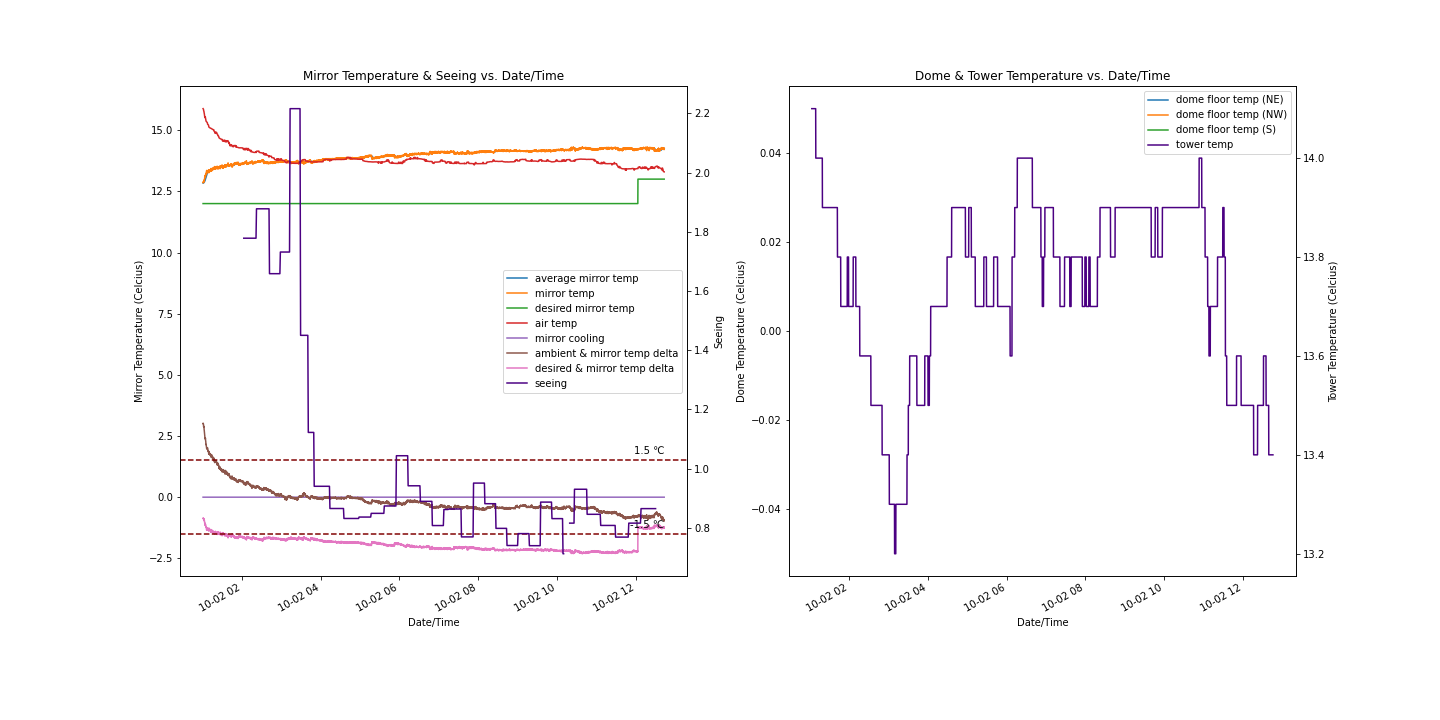 Mirror Temperature & Seeing vs. Date/Time
Mirror Temperature (Celcius)
15.0
12.5
10.0
7.5
5.0
2.5
0.0
−2.5
average mirror temp
mirror temp
desired mirror temp
air temp
mirror cooling
ambient & mirror temp delta
desired & mirror temp delta
seeing
1.5 °C
-1.5 °C
2.2
2.0
1.8
1.6
1.4
1.2
1.0
0.8
Seeing
10-02 02
10-02 04
10-02 06
10-02 08
10-02 10
10-02 12
Date/Time
Dome & Tower Temperature vs. Date/Time
Dome Temperature (Celcius)
0.04
0.02
0.00
−0.02
−0.04
dome floor temp (NE)
dome floor temp (NW)
dome floor temp (S)
tower temp
14.0
13.8
13.6
13.4
13.2
Tower Temperature (Celcius)
10-02 02
10-02 04
10-02 06
10-02 08
10-02 10
10-02 12
Date/Time